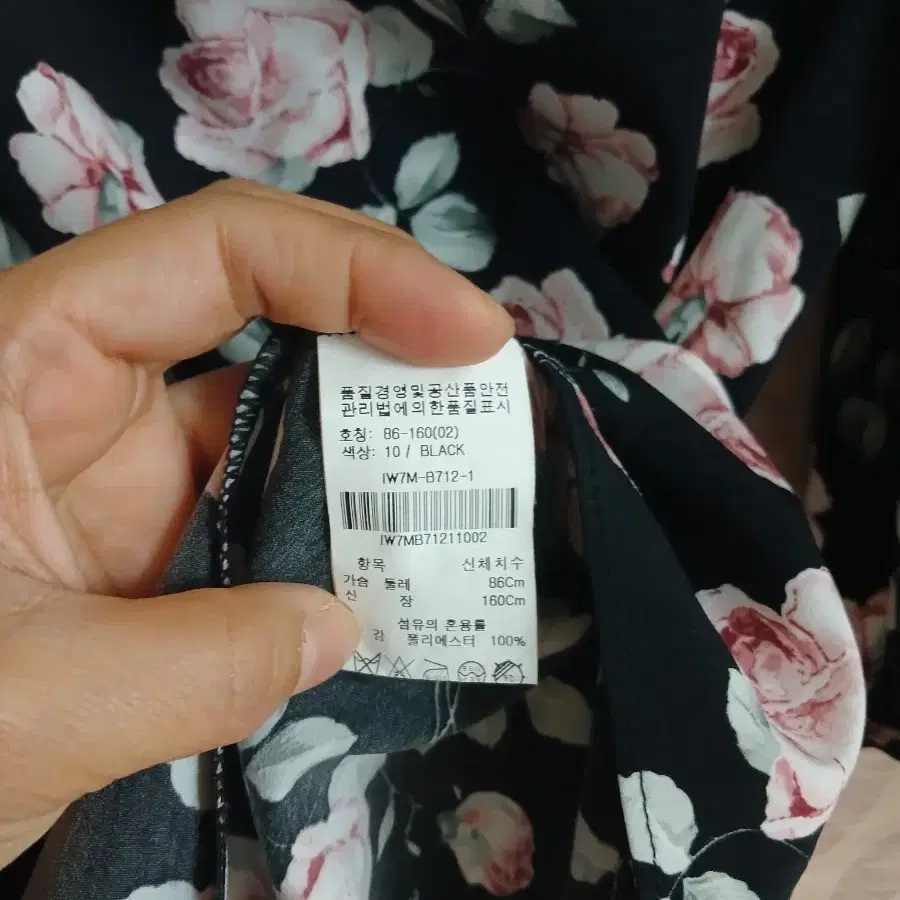 품질경영및공산품안전
관리법에의한품질표시
호칭: 86-160(02)
색상: 10 / BLACK
IW7M-B712-1
IW7MB71211002
항목 신체치수
가슴 둘레 86Cm
신 장 160Cm
섬유의 혼용률
감 폴리에스터 100%